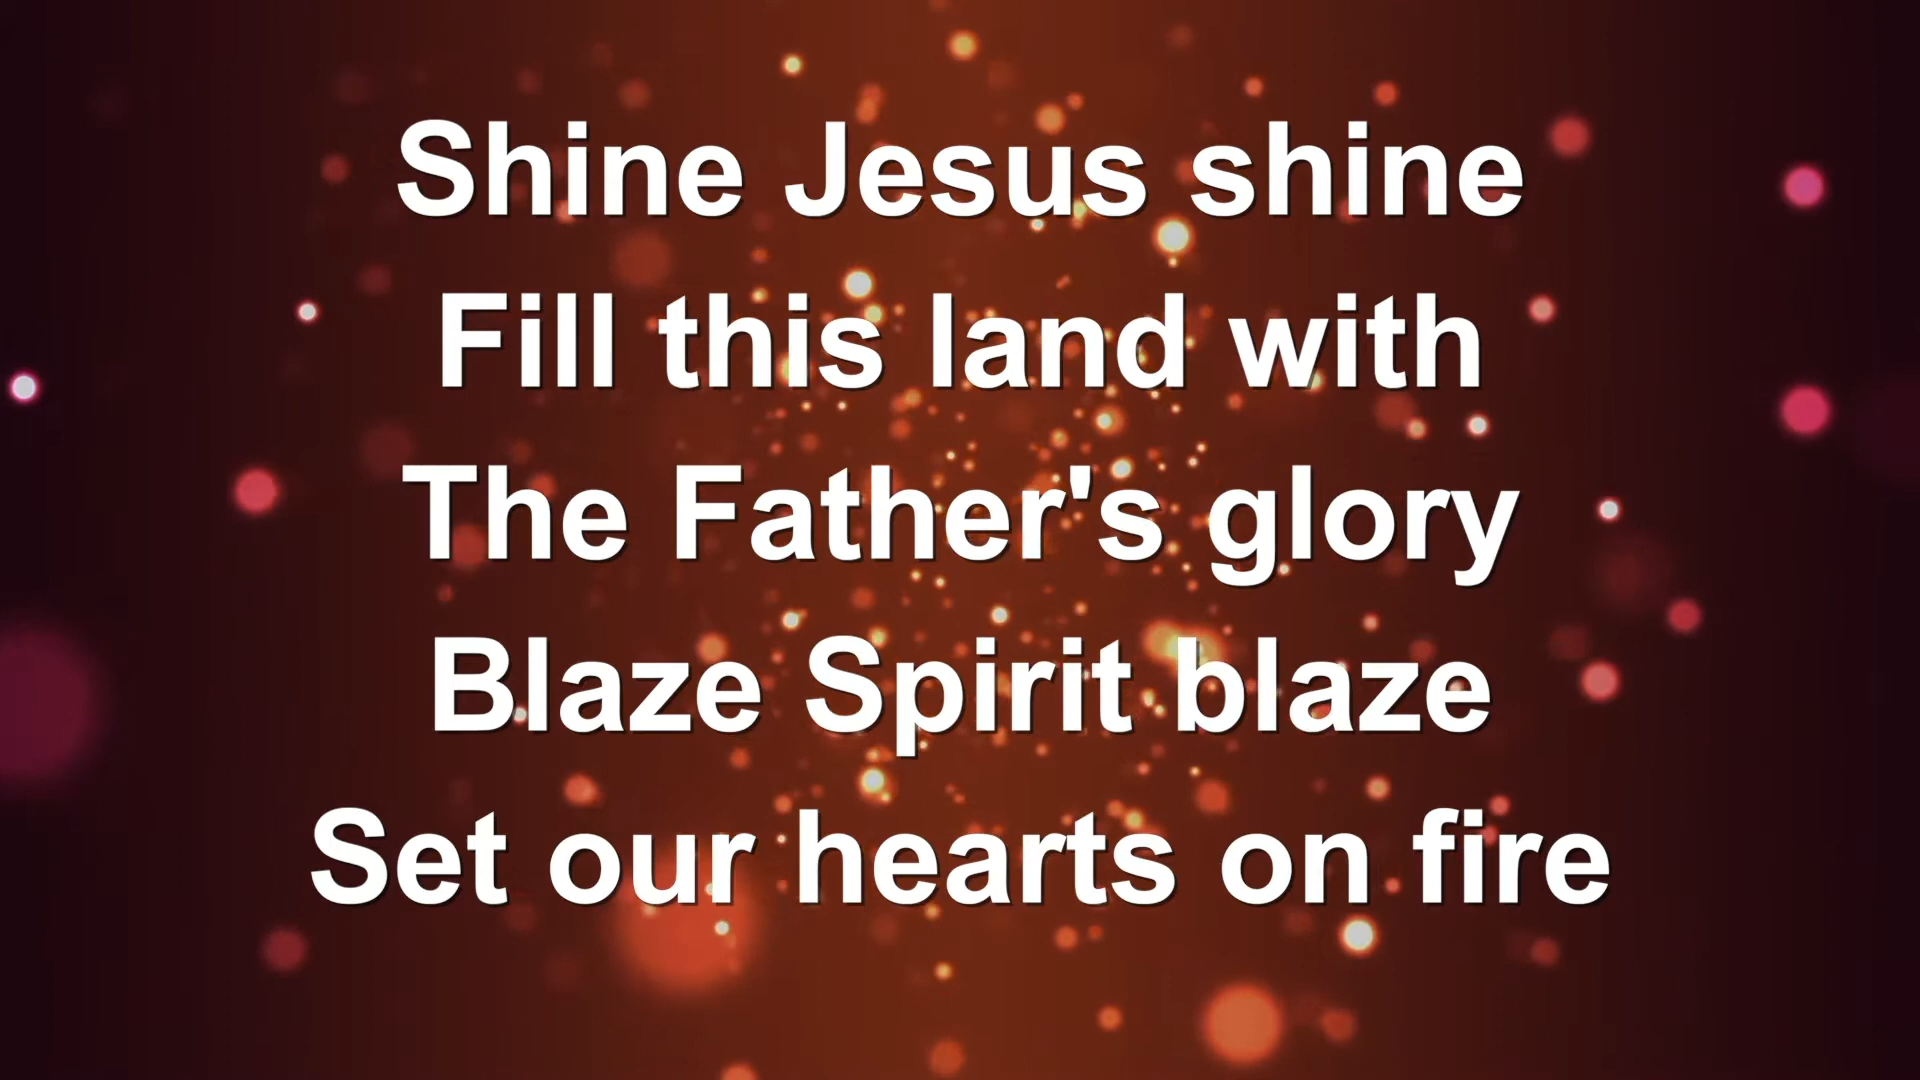 Shine Jesus shine
Fill this land with
The Father's glory
Blaze Spirit blaze
Set our hearts on fire